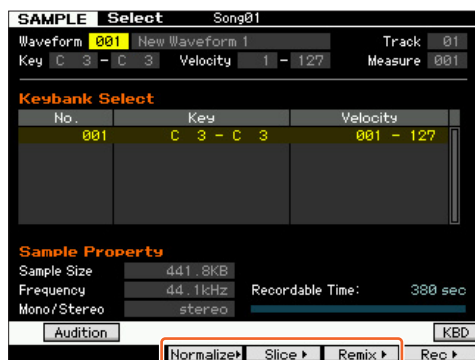 SAMPLE Select Song01
Waveform 001 New Waveform 1 Track 01
Key C 3 – C 3 Velocity 1 – 127 Measure 001
Keybank Select
No. Key Velocity
001 C 3 – C 3 001 – 127
Sample Property
Sample Size 441.8KB
Frequency 44.1kHz Recordable Time: 380 sec
Mono/Stereo stereo
Audition KBD
Normalize Slice Remix Rec